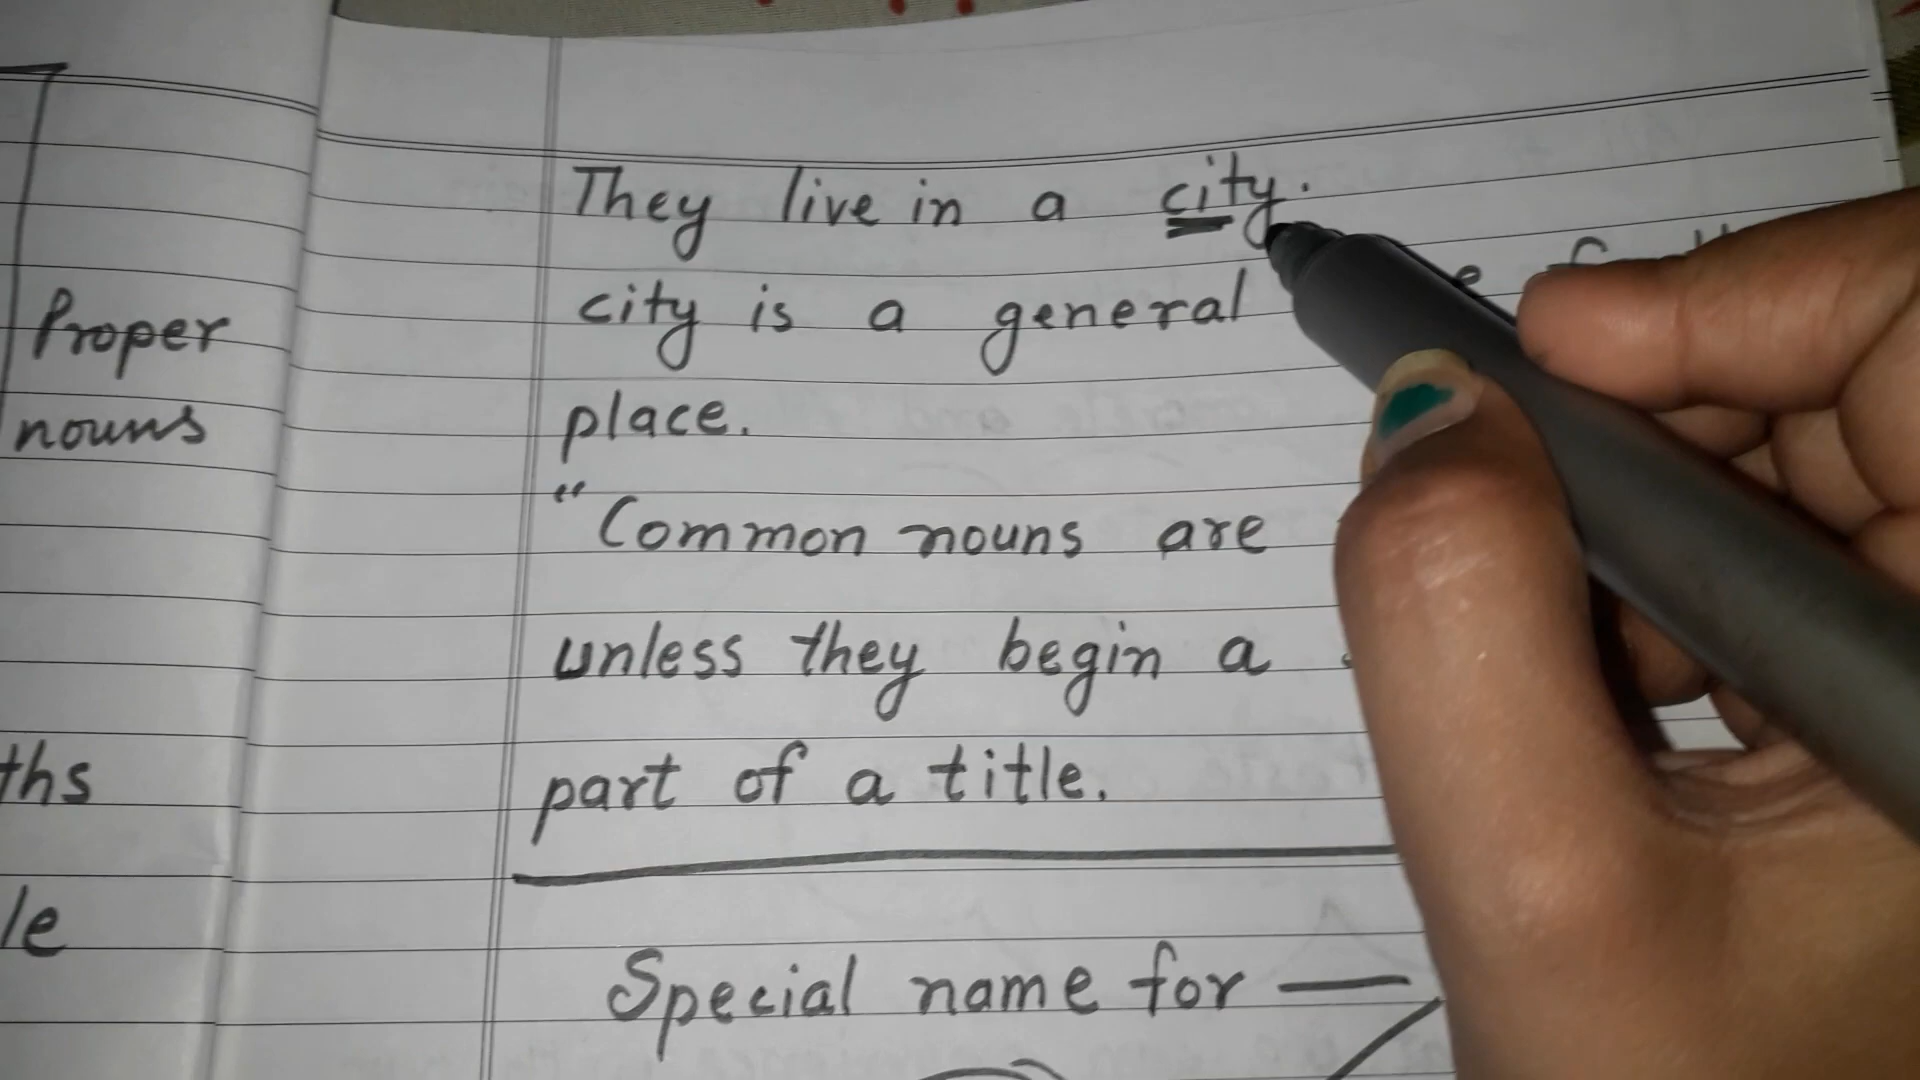 Proper
nouns
ths
le
They live in a city.
city is a general
place.
"Common nouns are
unless they begin a
part of a title.
Special name for —